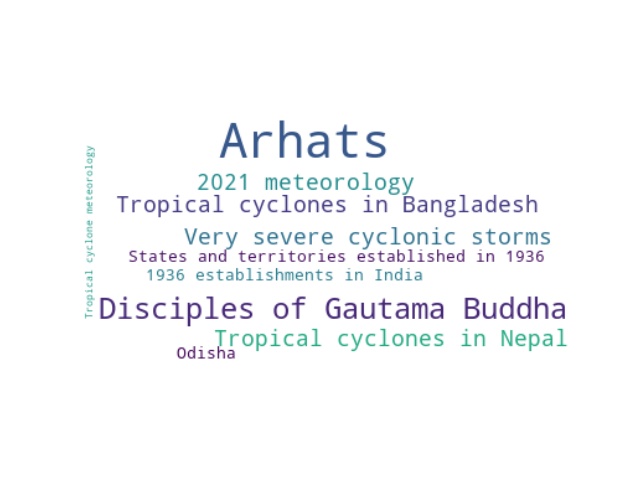 Arhats
2021 meteorology
Tropical cyclones in Bangladesh
Very severe cyclonic storms
States and territories established in 1936
1936 establishments in India
Disciples of Gautama Buddha
Tropical cyclones in Nepal
Odisha
Tropical cyclone meteorology